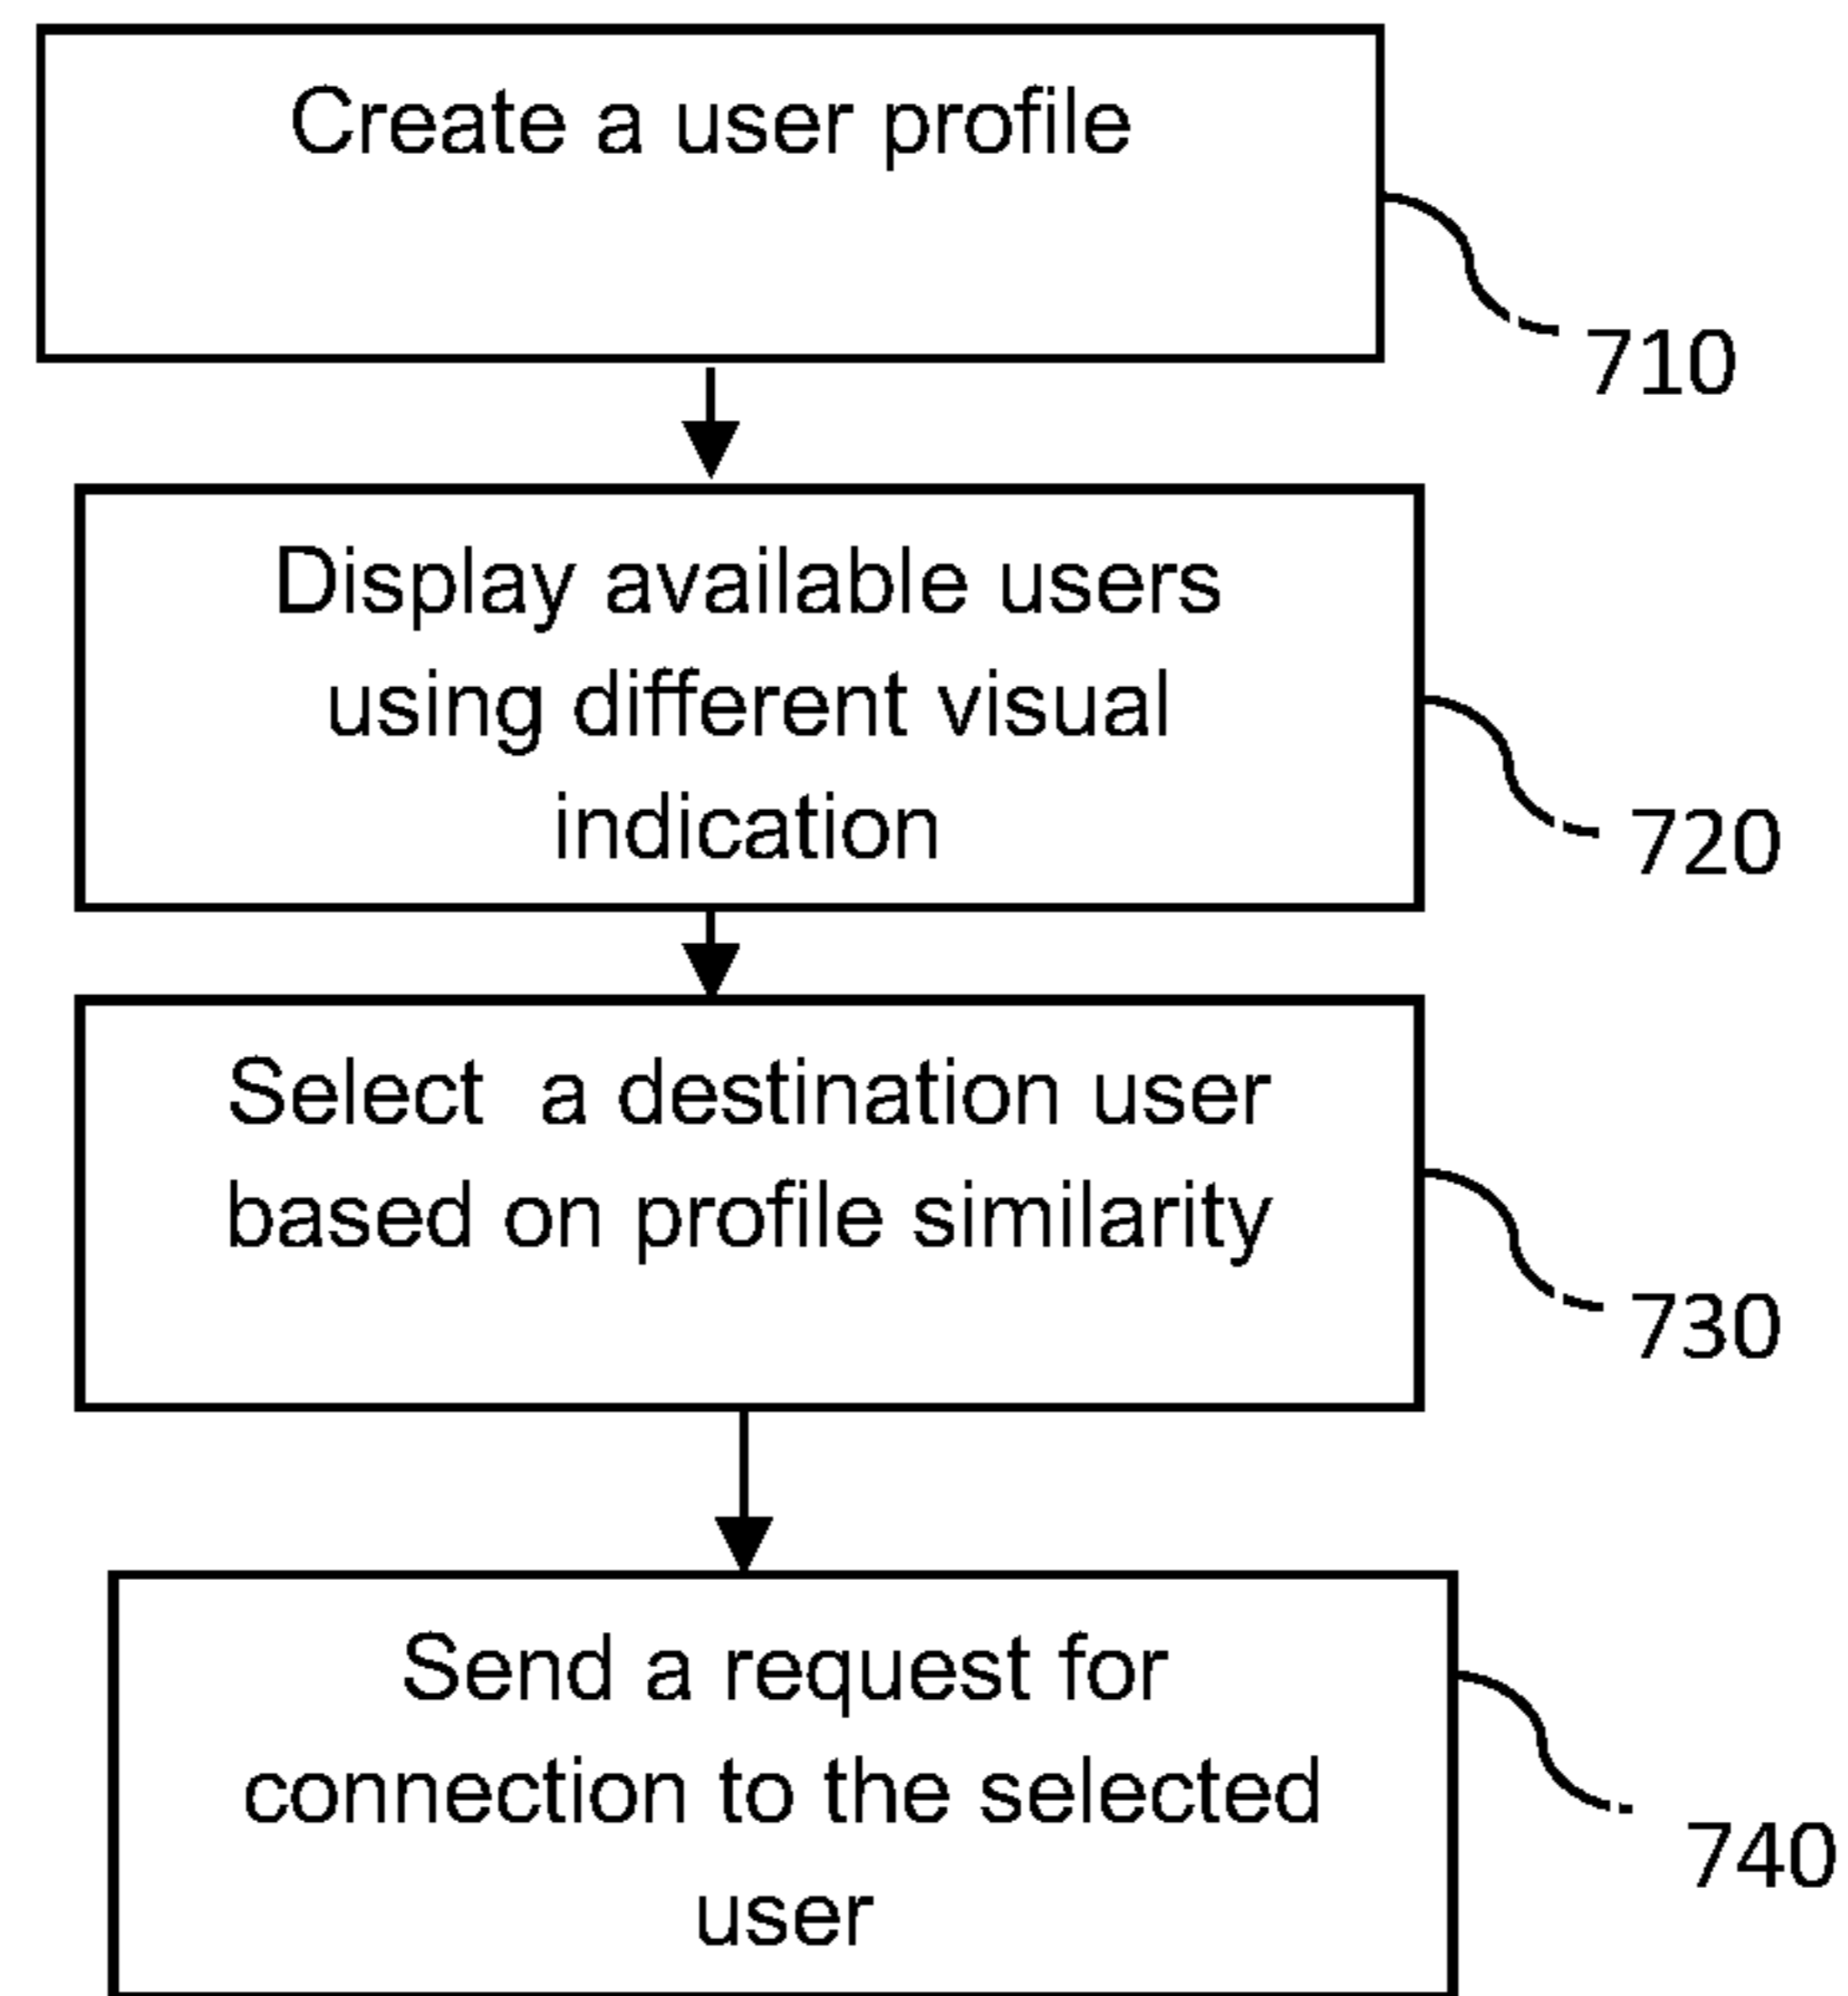 Create a user profile
710
Display available users
using different visual
indication
720
Select a destination user
based on profile similarity
730
Send a request for
connection to the selected
user
740